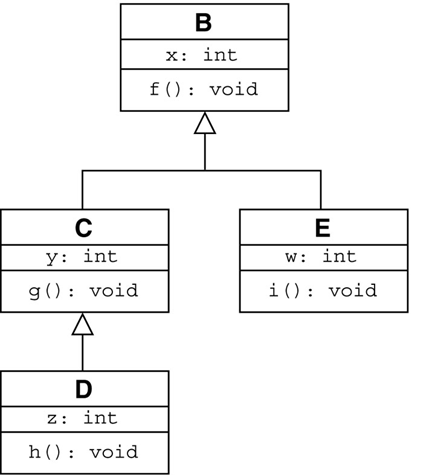 B
x: int
f(): void
C
y: int
g(): void
E
w: int
i(): void
D
z: int
h(): void